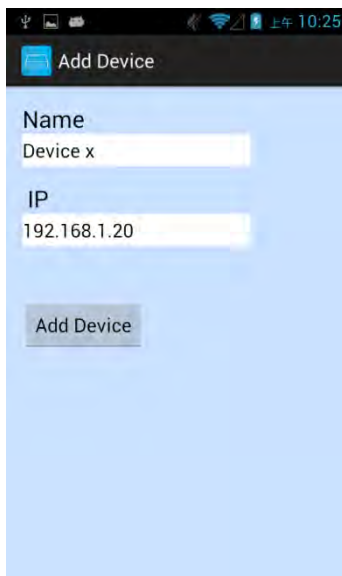 上午 10:25
Add Device
Name
Device x
IP
192.168.1.20
Add Device